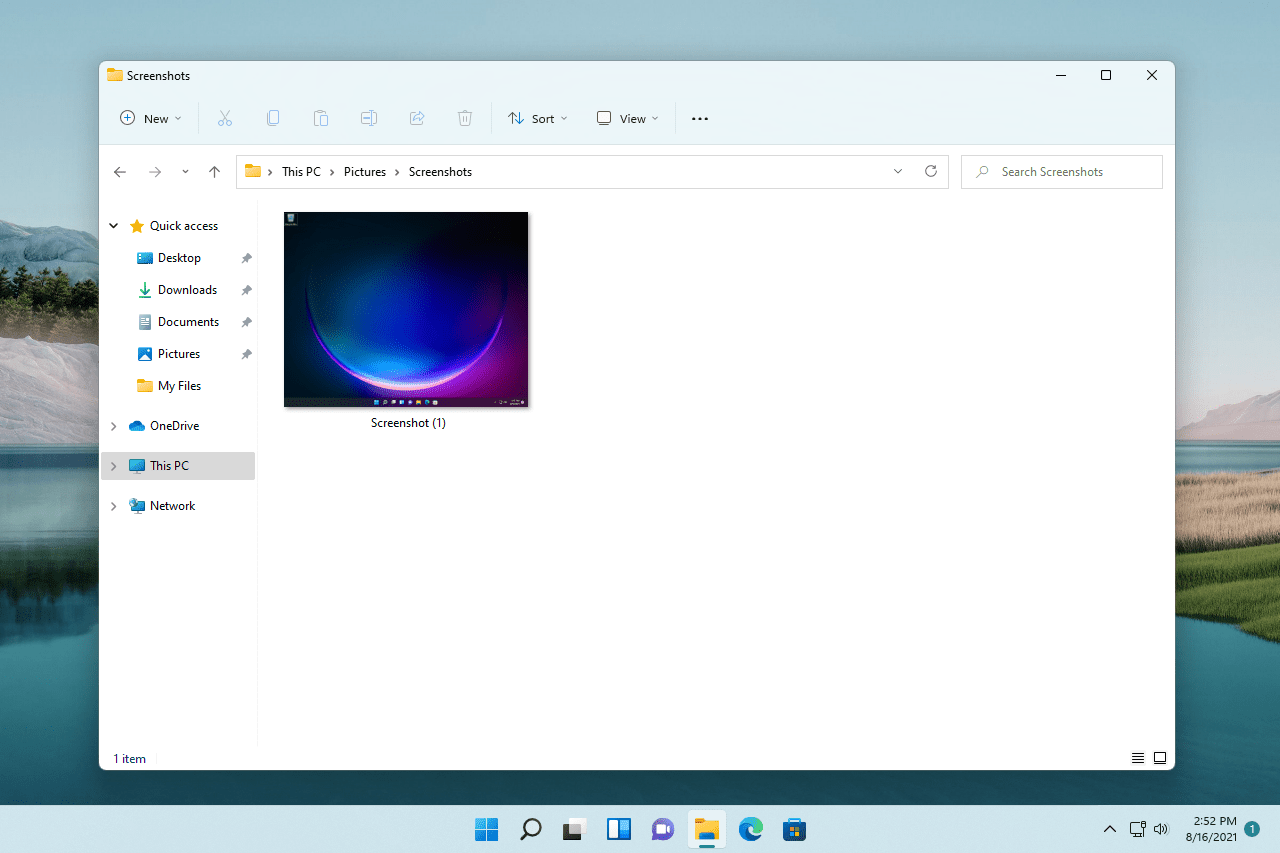 Screenshots
New
Sort
View
This PC
Pictures
Screenshots
Search Screenshots
Quick access
Desktop
Downloads
Documents
Pictures
My Files
OneDrive
This PC
Network
Screenshot (1)
1 item
2:52 PM
8/16/2021
1